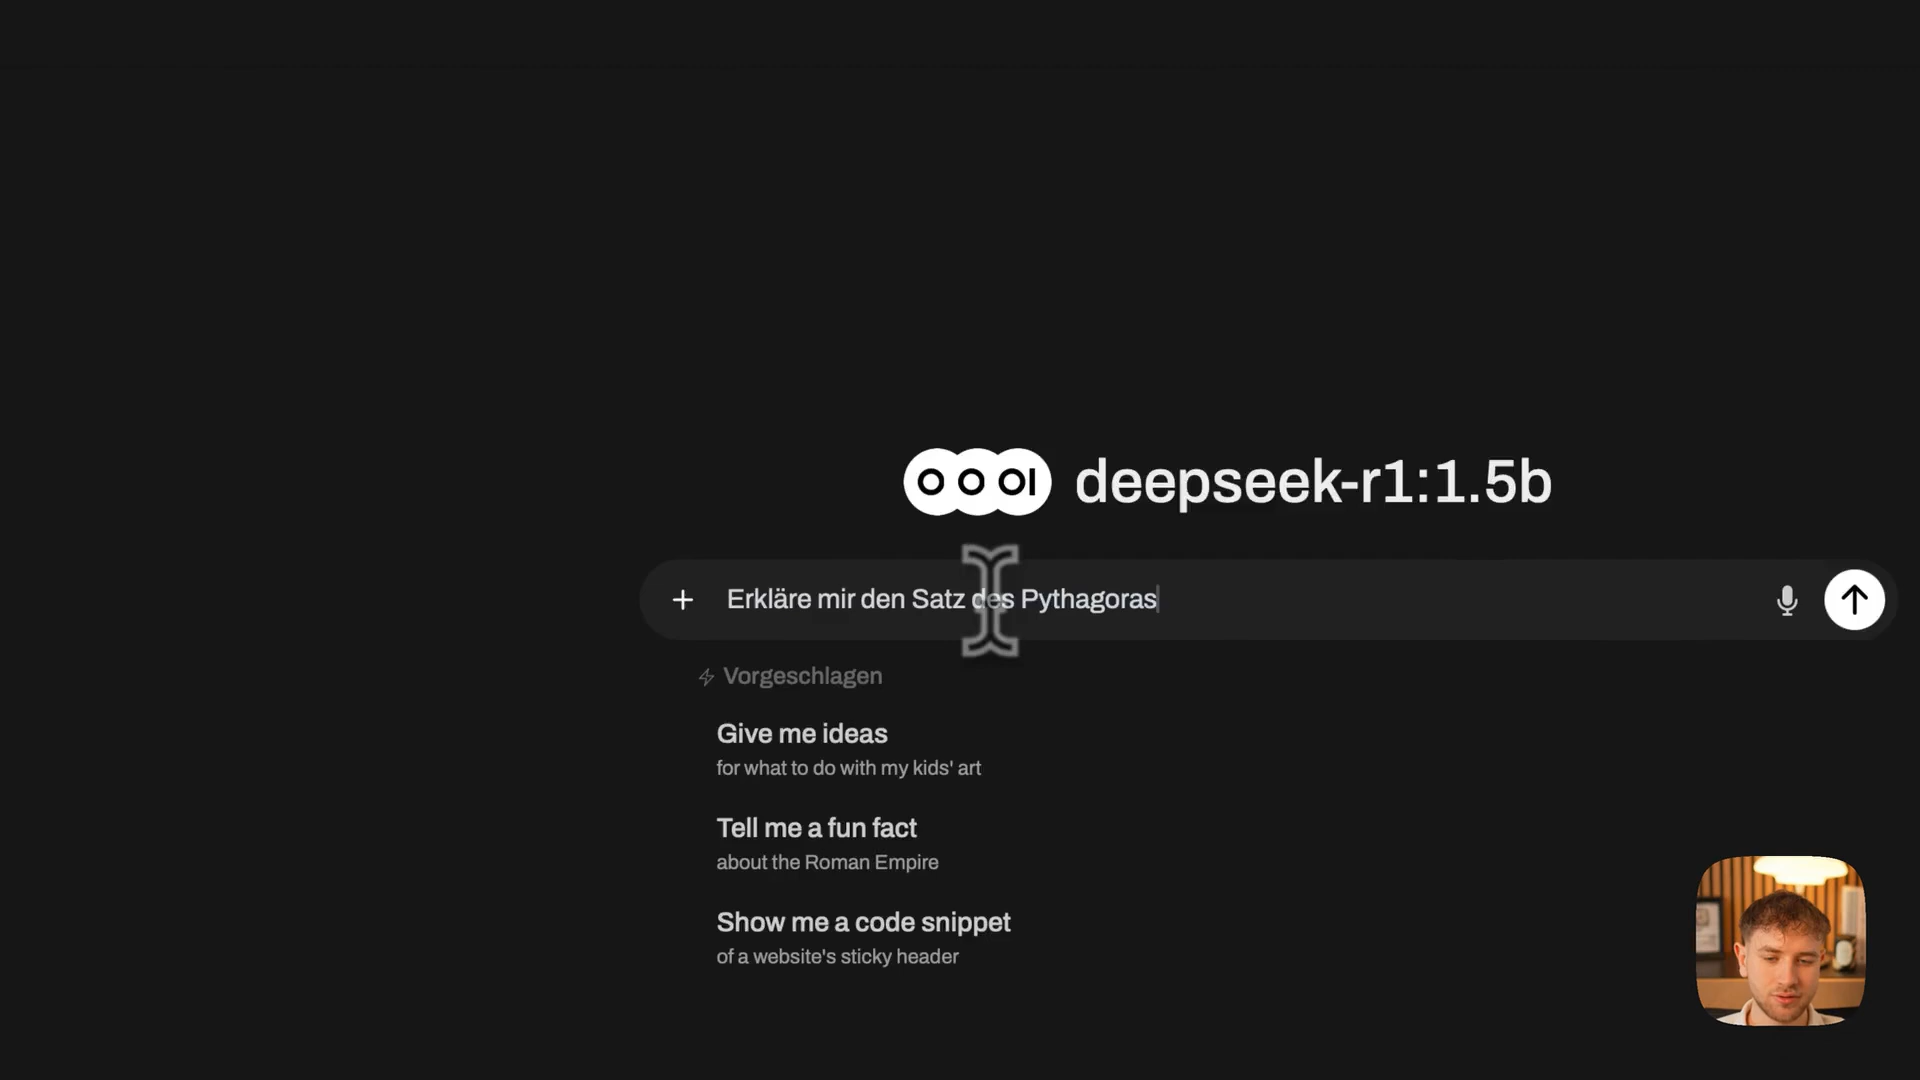 OI deepseek-r1:1.5b
Erkläre mir den Satz des Pythagoras
Vorgeschlagen
Give me ideas
for what to do with my kids' art
Tell me a fun fact
about the Roman Empire
Show me a code snippet
of a website's sticky header